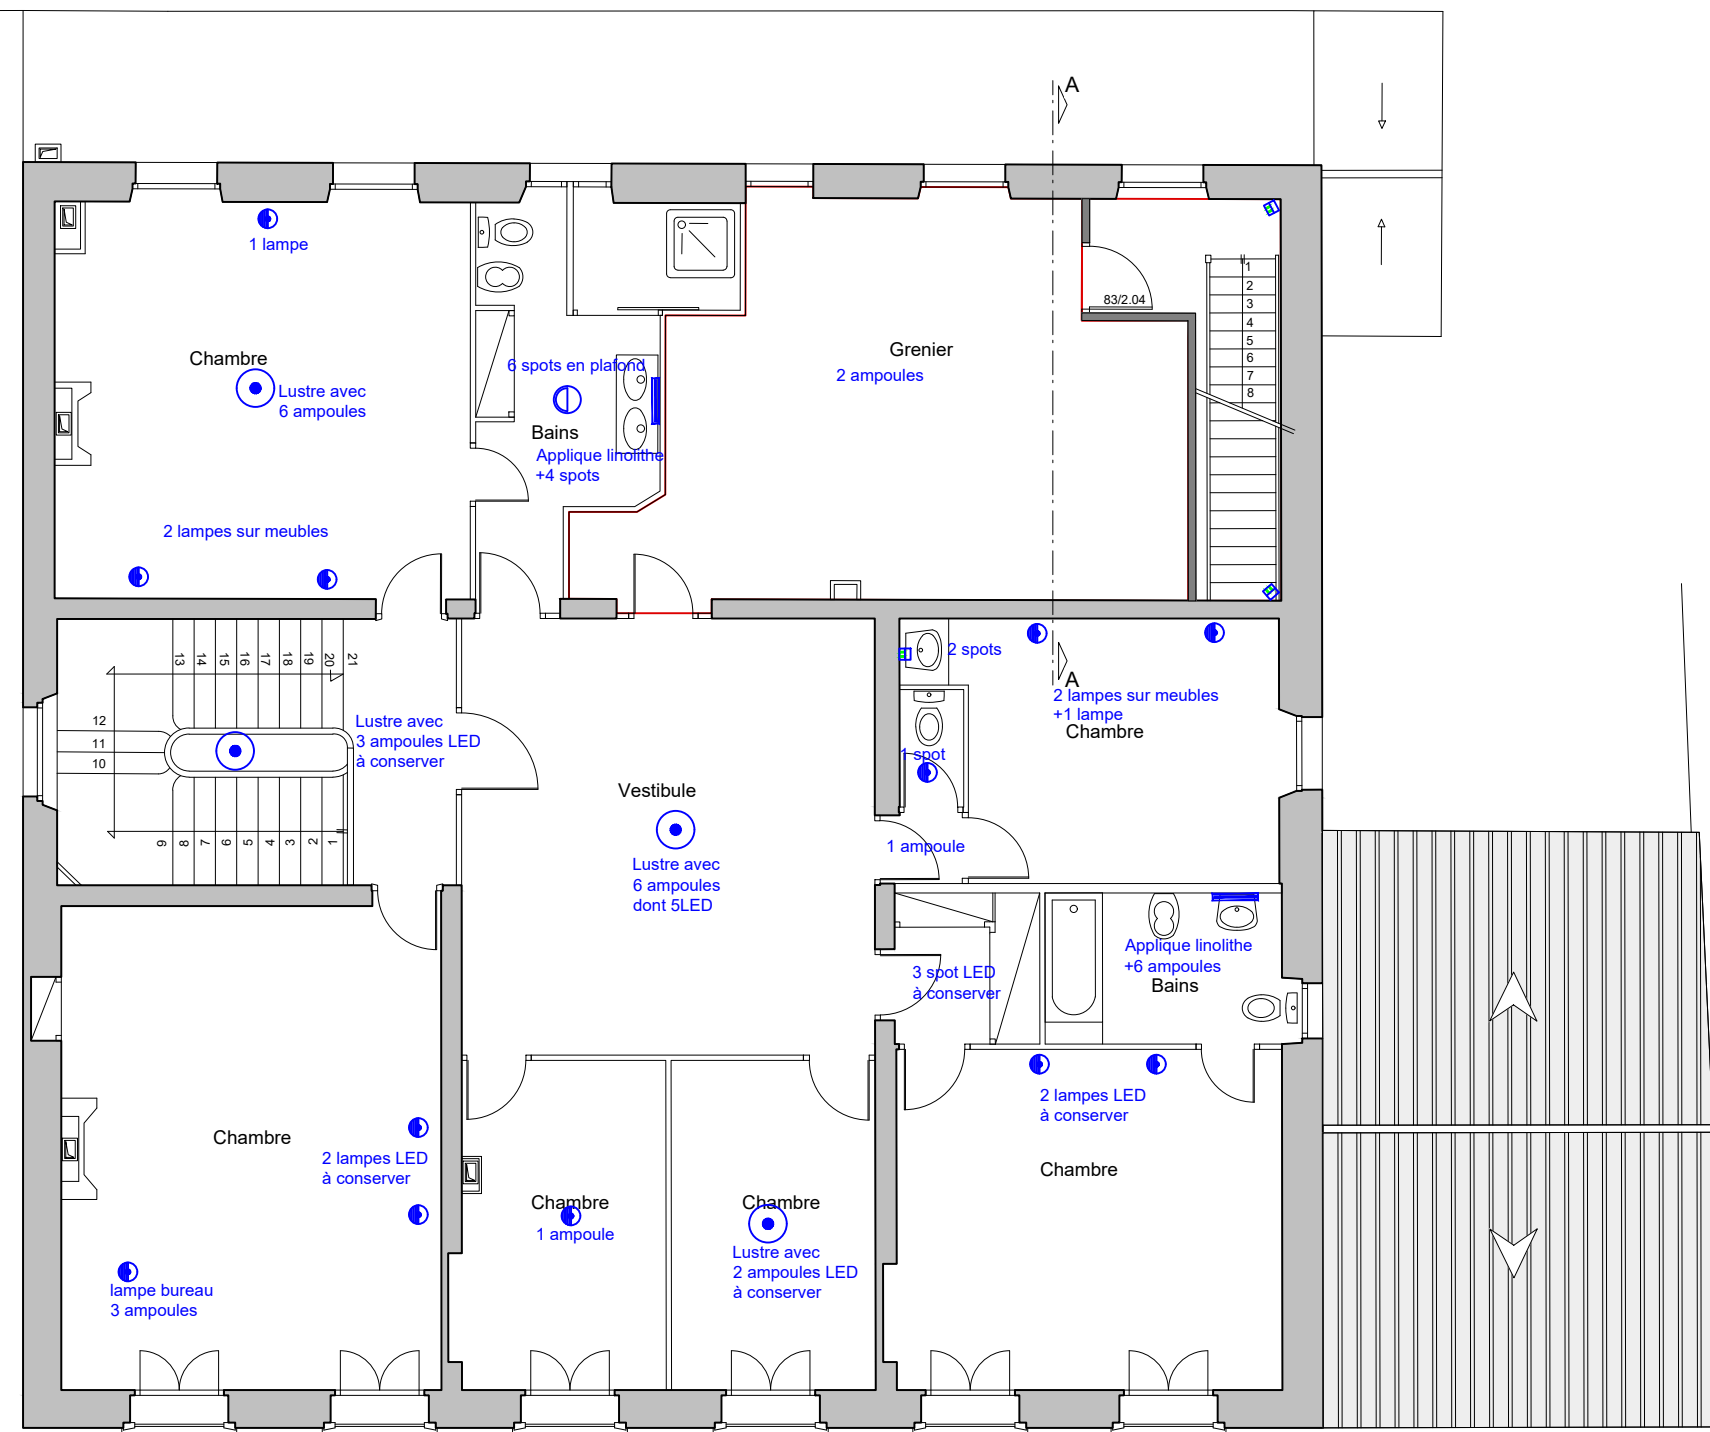 A
1 lampe
83/2.04
1
2
3
4
5
6
7
8
Chambre
Lustre avec
6 ampoules
6 spots en plafond
Bains
Applique linolithe
+4 spots
Grenier
2 ampoules
2 lampes sur meubles
13
14
15
16
17
18
19
20
21
12
11
10
9
8
7
6
5
4
3
2
1
Lustre avec
3 ampoules LED
à conserver
Vestibule
Lustre avec
6 ampoules
dont 5LED
2 spots
A
2 lampes sur meubles
+1 lampe
Chambre
1 spot
1 ampoule
3 spot LED
à conserver
Applique linolithe
+6 ampoules
Bains
2 lampes LED
à conserver
Chambre
Chambre
2 lampes LED
à conserver
lampe bureau
3 ampoules
Chambre
1 ampoule
Chambre
Lustre avec
2 ampoules LED
à conserver